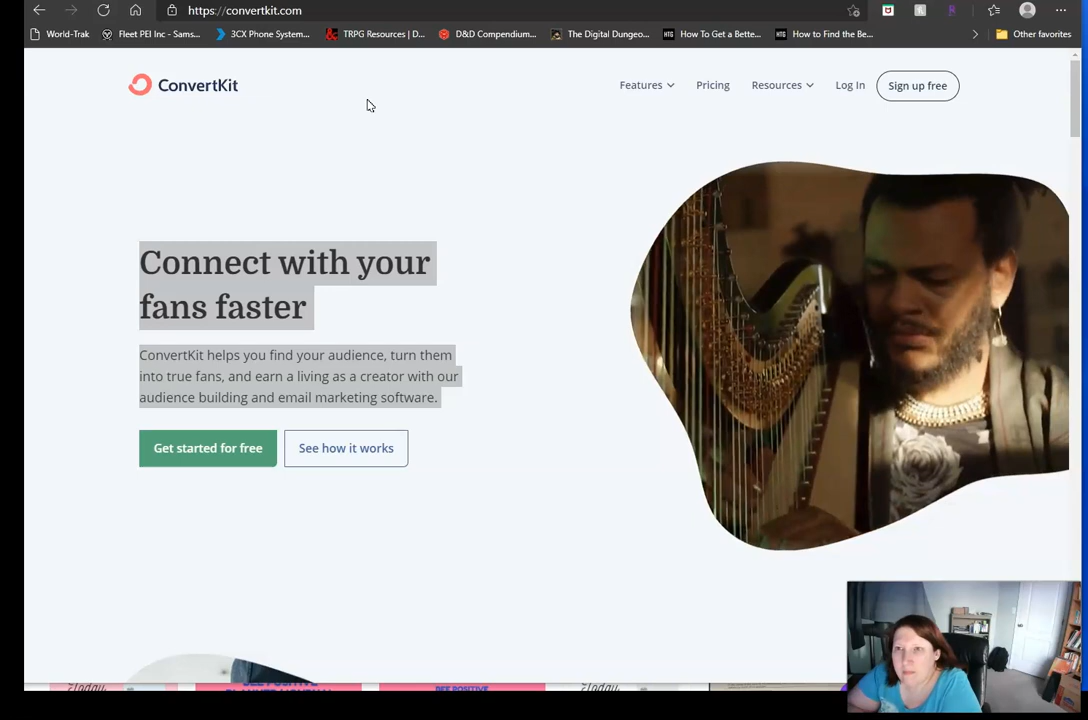 https://convertkit.com
World-Trak
Fleet PEI Inc - Sams...
3CX Phone System...
TRPG Resources | D...
D&D Compendium...
The Digital Dungeo...
HTG
How To Get a Bette...
HTG
How to Find the Be...
Other favorites
ConvertKit
Features
Pricing
Resources
Log In
Sign up free
Connect with your
fans faster
ConvertKit helps you find your audience, turn them
into true fans, and earn a living as a creator with our
audience building and email marketing software.
Get started for free
See how it works